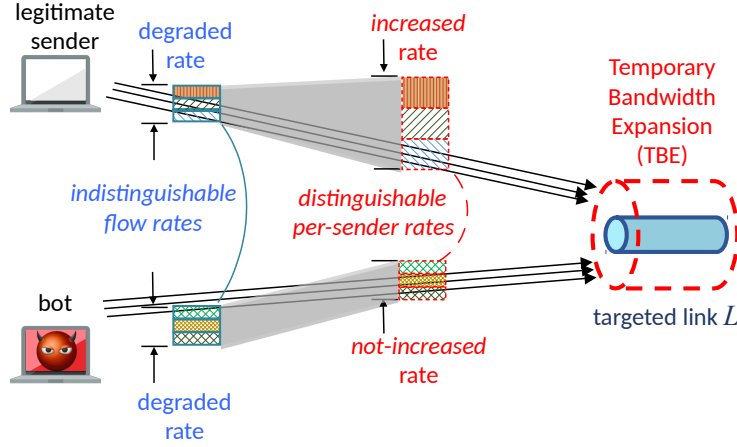 legitimate
sender
degraded
rate
increased
rate
Temporary
Bandwidth
Expansion
(TBE)
indistinguishable
flow rates
distinguishable
per-sender rates
bot
targeted link L
not-increased
rate
degraded
rate